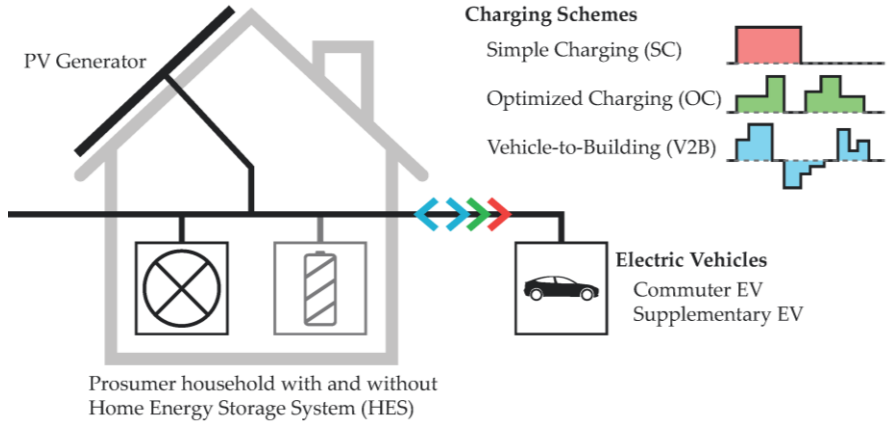 Charging Schemes
Simple Charging (SC)
Optimized Charging (OC)
Vehicle-to-Building (V2B)
PV Generator
Electric Vehicles
Commuter EV
Supplementary EV
Prosumer household with and without
Home Energy Storage System (HES)